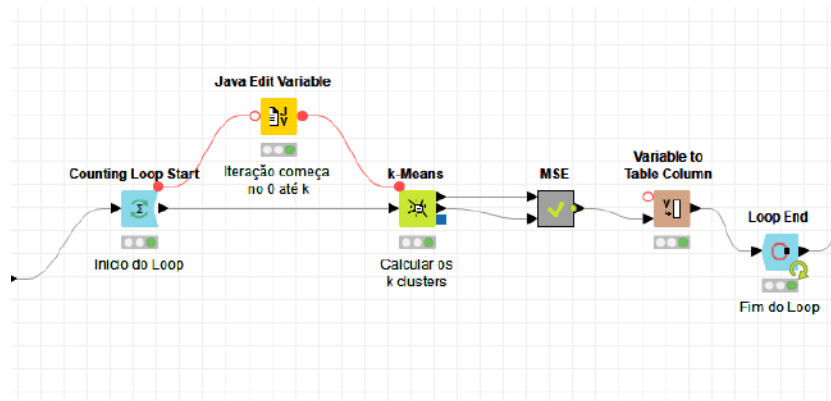 Java Edit Variable
Iteração começa
no 0 até k
Counting Loop Start
Inicio do Loop
k-Means
Calcular os
k clusters
MSE
Variable to
Table Column
Loop End
Fim do Loop